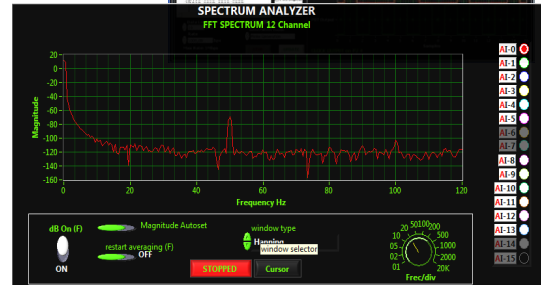 SPECTRUM ANALYZER
FFT SPECTRUM 12 Channel
20
0
-20
-40
-60
-80
-100
-120
-140
-160
Magnitude
0
20
40
60
80
100
120
Frequency Hz
AI-0
AI-1
AI-2
AI-3
AI-4
AI-5
AI-6
AI-7
AI-8
AI-9
AI-10
AI-11
AI-12
AI-13
AI-14
AI-15
dB On (F)
ON
Magnitude Autoset
restart averaging (F)
OFF
window type
Hanning
window selector
STOPPED
Cursor
01
02
05
10
20
50
100
200
500
1000
2000
20K
Frec/div